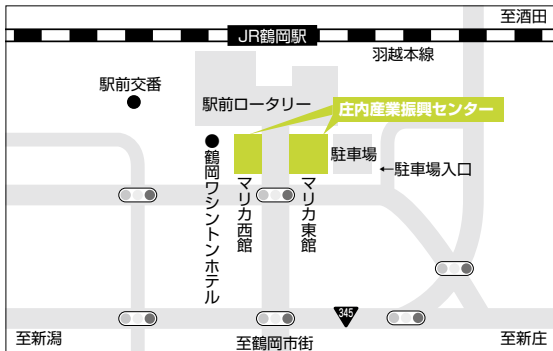 至酒田
JR鶴岡駅
羽越本線
駅前交番
駅前ロータリー
庄内産業振興センター
駐車場
←駐車場入口
鶴岡ワシントンホテル
マリカ西館
マリカ東館
345
至新潟
至鶴岡市街
至新庄